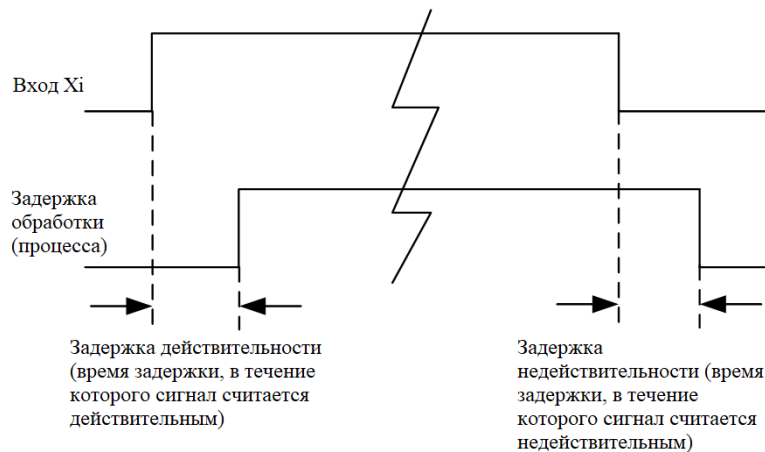 Вход Xi
Задержка
обработки
(процесса)
Задержка действительности
(время задержки, в течение
которого сигнал считается
действительным)
Задержка
недействительности (время
задержки, в течение
которого сигнал считается
недействительным)